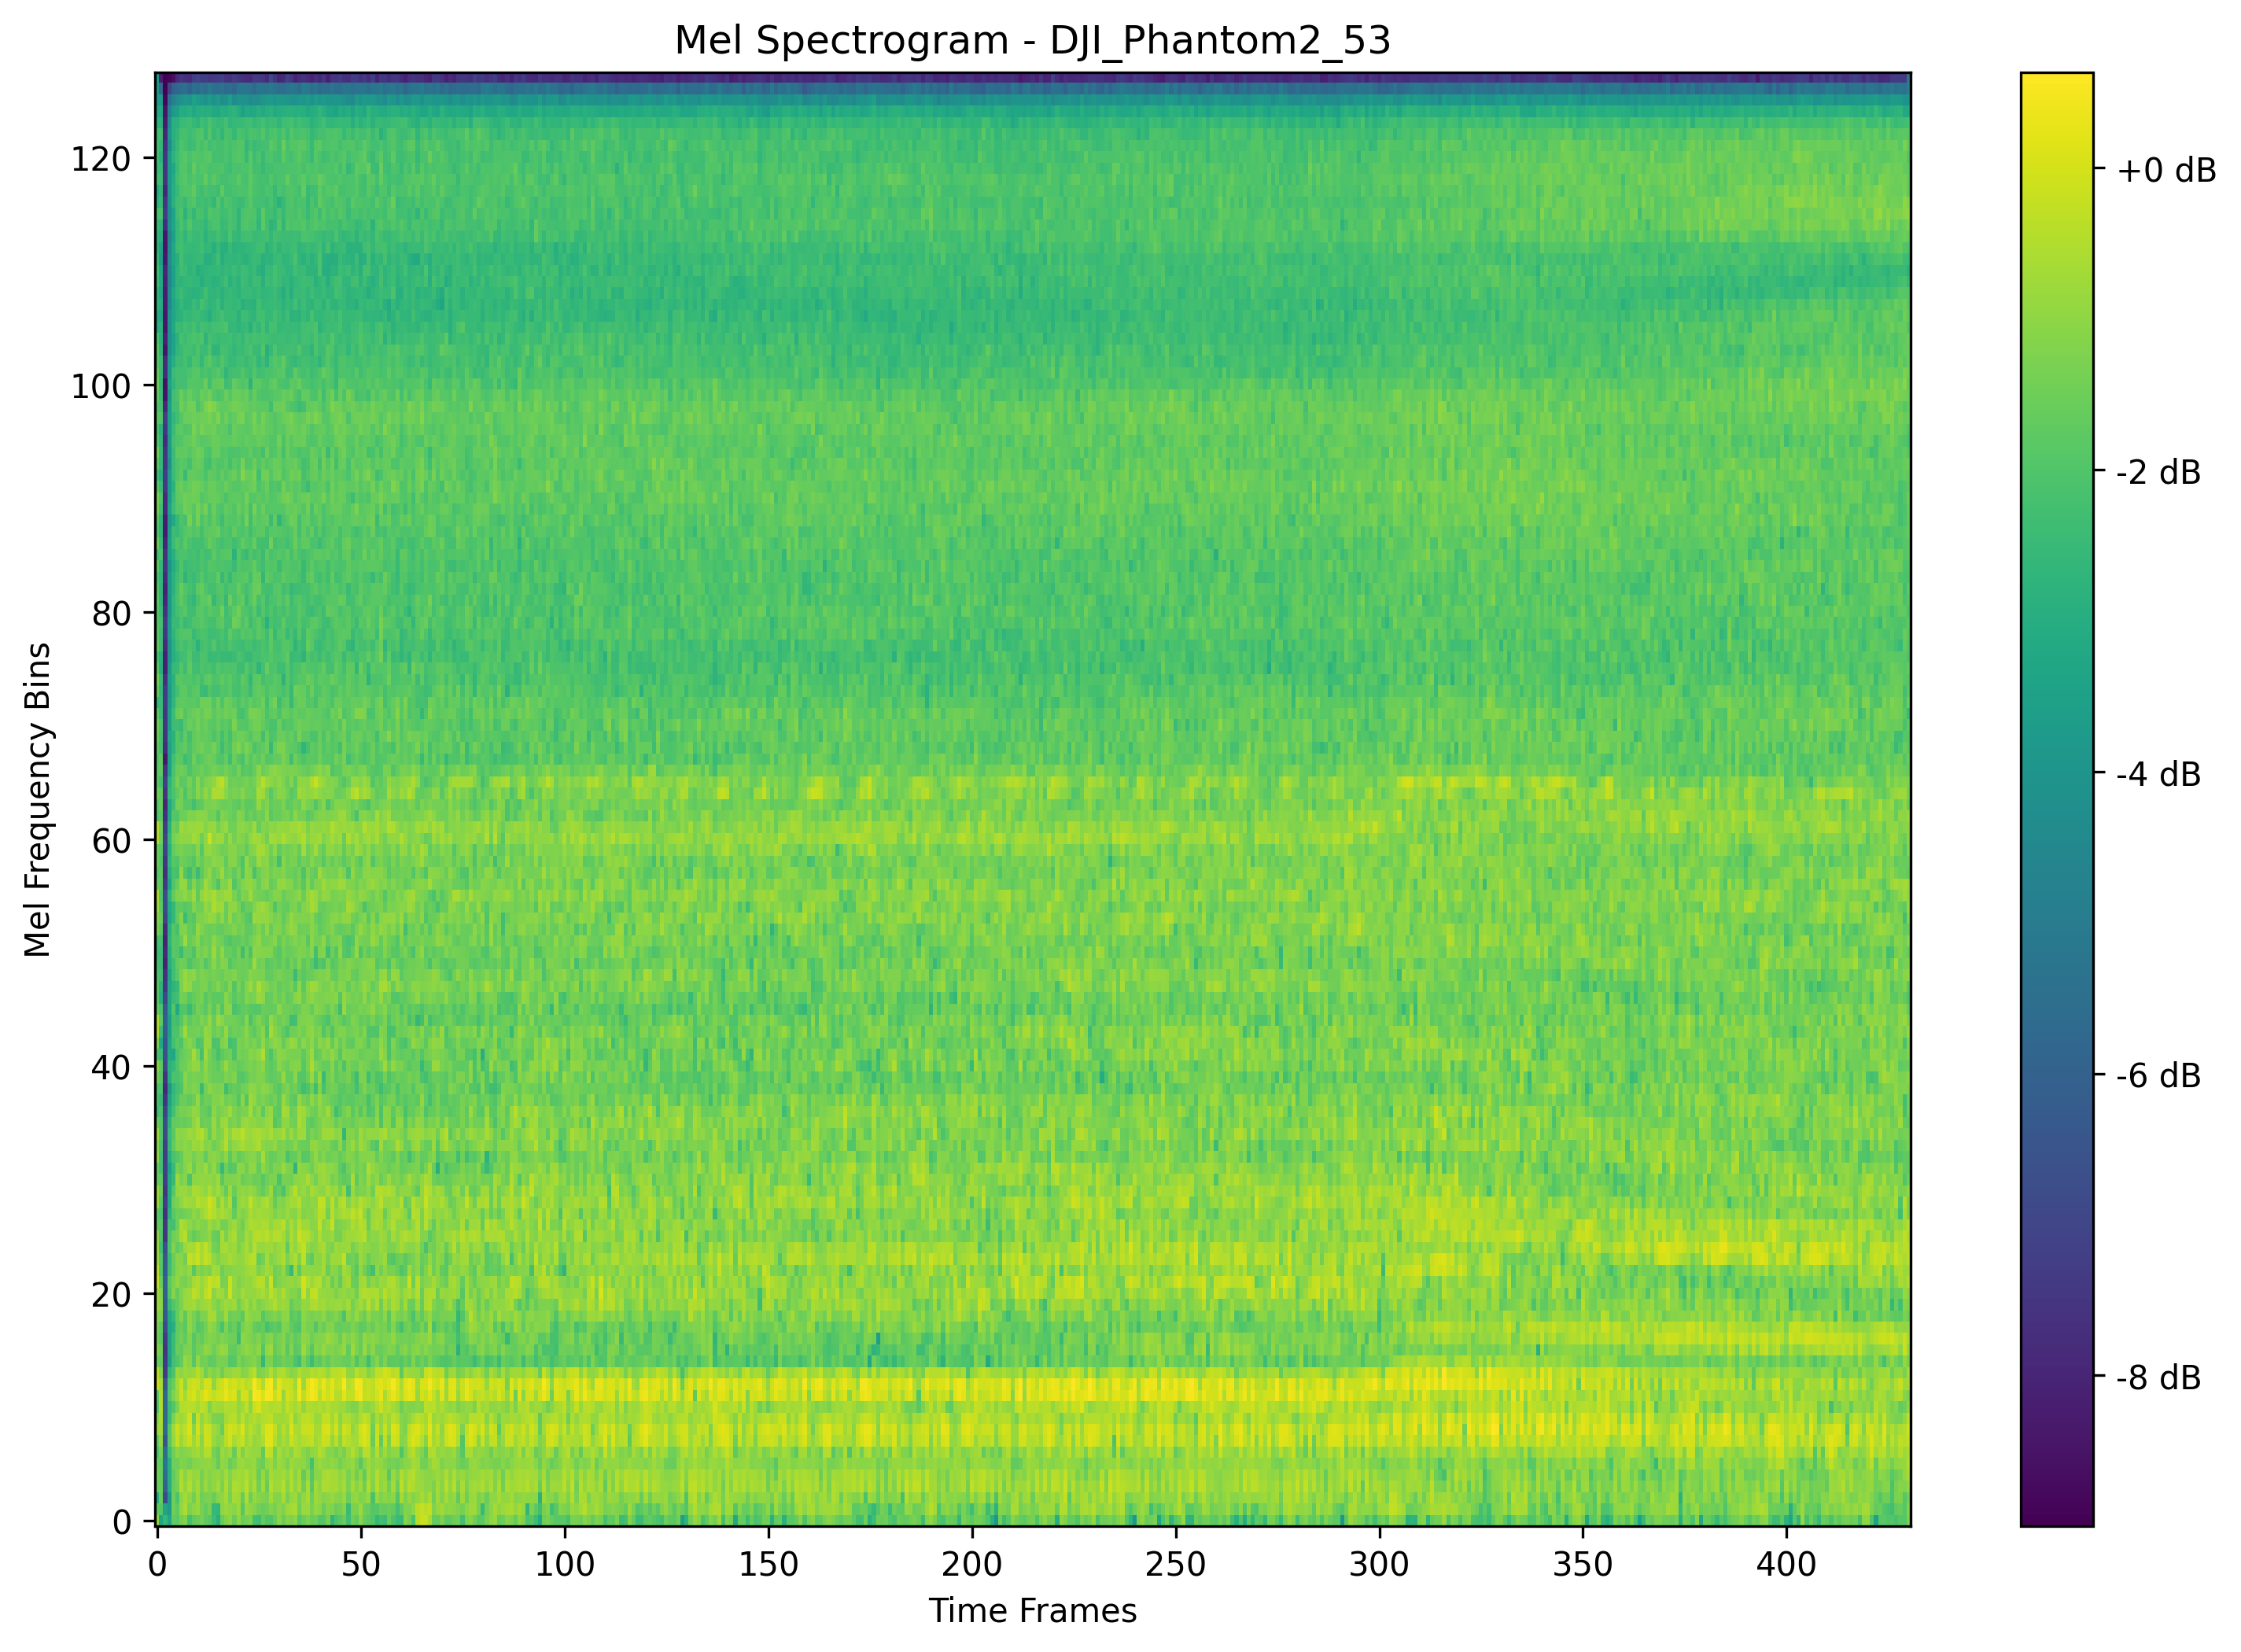 Mel Spectrogram - DJI_Phantom2_53
120
100
80
60
40
20
0
Mel Frequency Bins
0 50 100 150 200 250 300 350 400
Time Frames
+0 dB
-2 dB
-4 dB
-6 dB
-8 dB